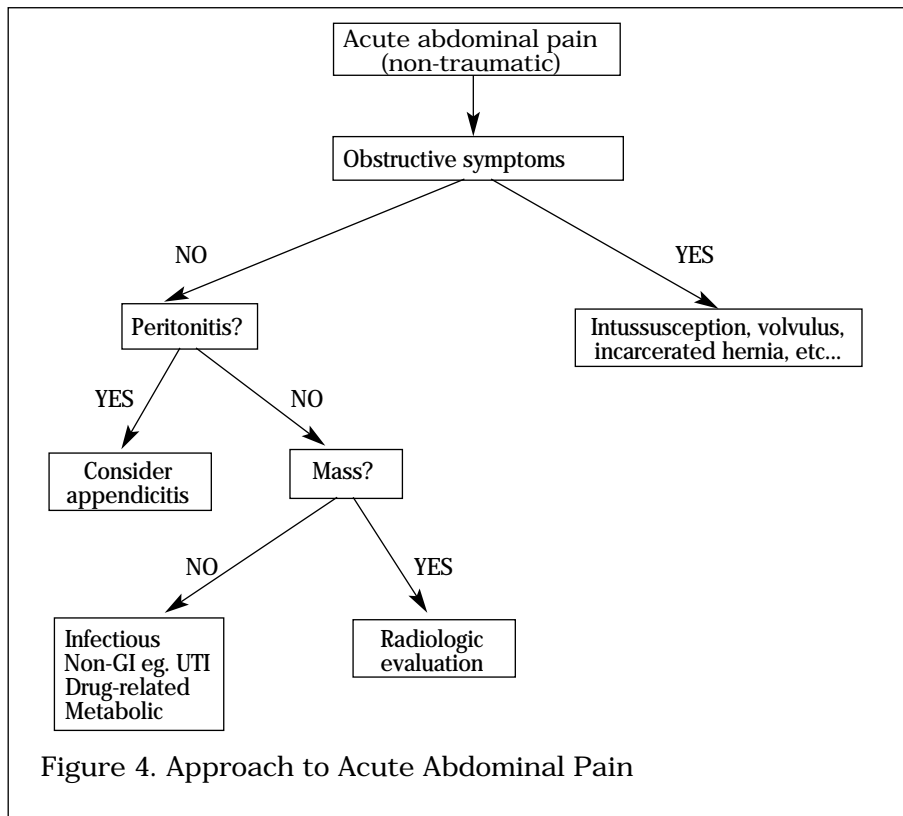 Acute abdominal pain
(non-traumatic)
Obstructive symptoms
NO
YES
Peritonitis?
Intussusception, volvulus,
incarcerated hernia, etc...
YES
NO
Consider
appendicitis
Mass?
NO
YES
Infectious
Non-GI eg. UTI
Drug-related
Metabolic
Radiologic
evaluation
Figure 4. Approach to Acute Abdominal Pain